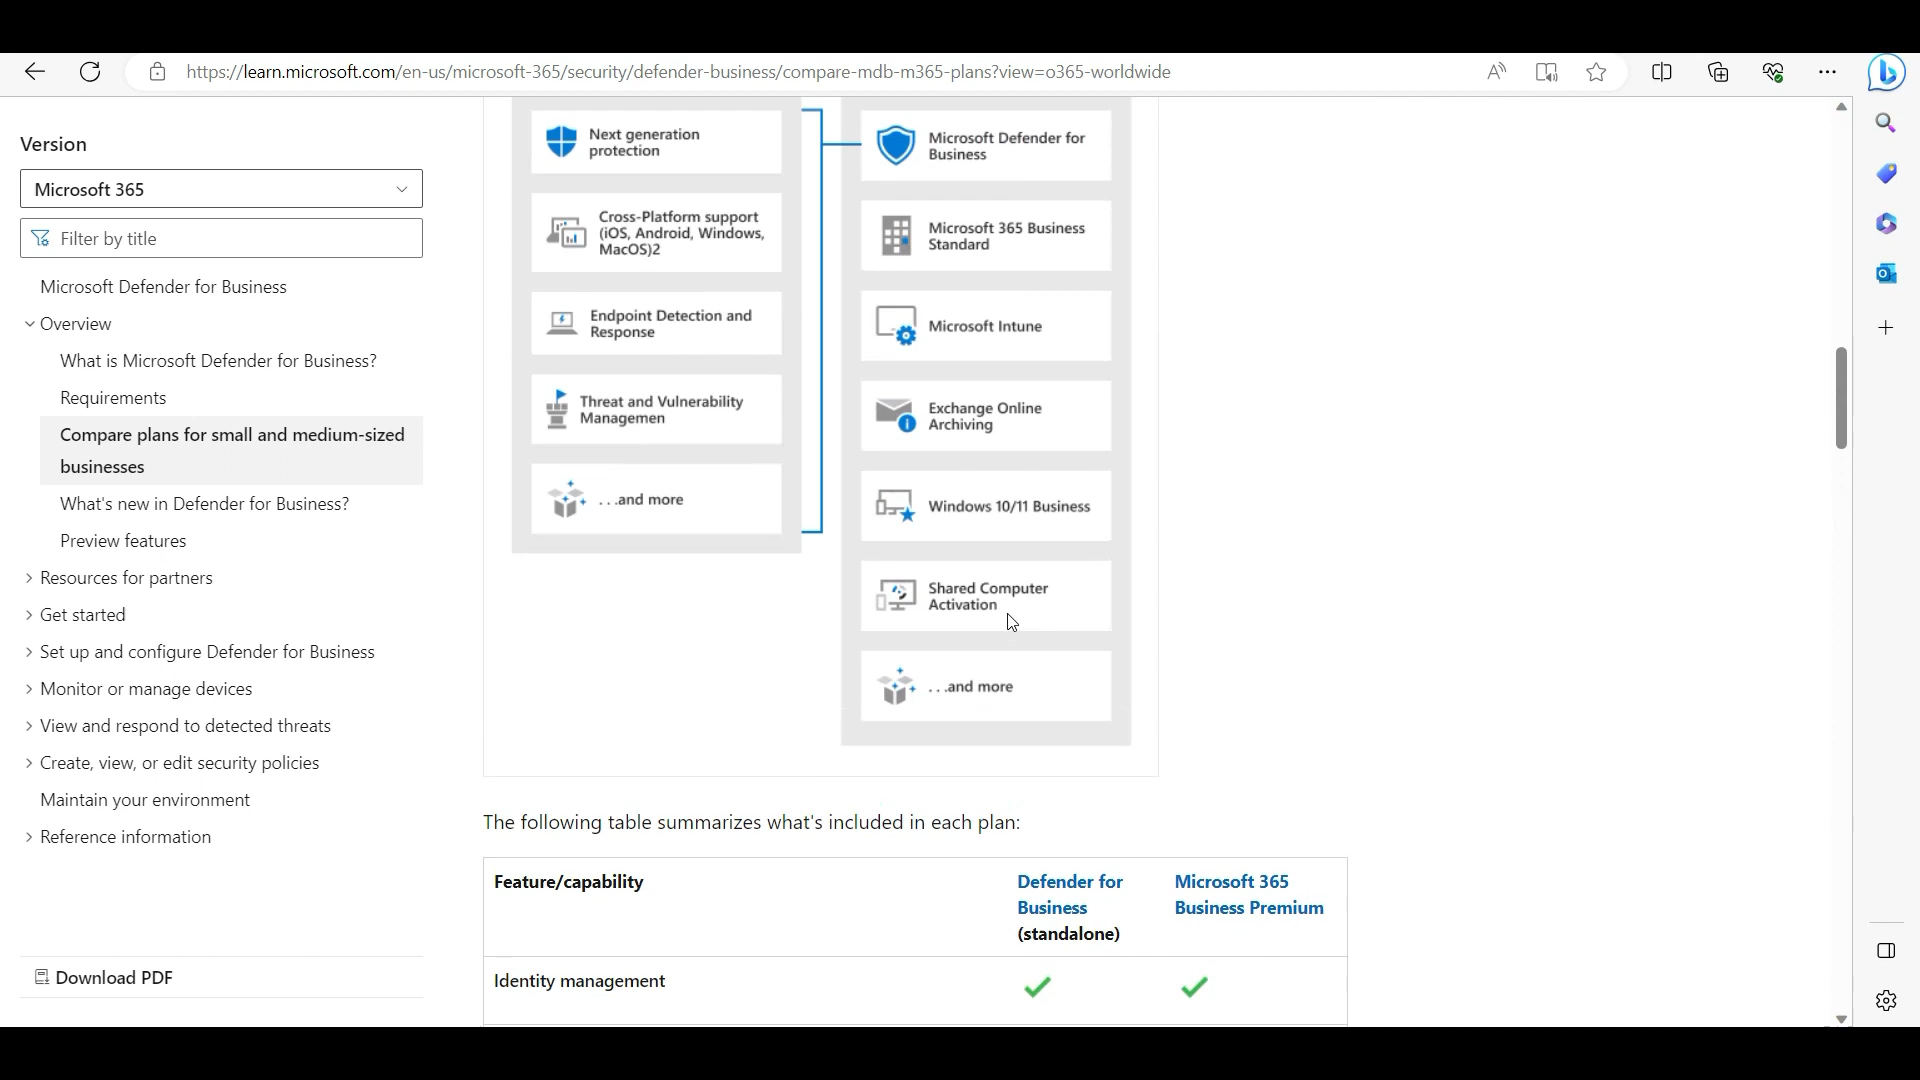 https://learn.microsoft.com/en-us/microsoft-365/security/defender-business/compare-mdb-m365-plans?view=o365-worldwide
Version
Microsoft 365
Filter by title
Microsoft Defender for Business
Overview
What is Microsoft Defender for Business?
Requirements
Compare plans for small and medium-sized
businesses
What's new in Defender for Business?
Preview features
Resources for partners
Get started
Set up and configure Defender for Business
Monitor or manage devices
View and respond to detected threats
Create, view, or edit security policies
Maintain your environment
Reference information
Download PDF
Next generation
protection
Cross-Platform support
(iOS, Android, Windows,
MacOS)2
Endpoint Detection and
Response
Threat and Vulnerability
Managemen
. . .and more
Microsoft Defender for
Business
Microsoft 365 Business
Standard
Microsoft Intune
Exchange Online
Archiving
Windows 10/11 Business
Shared Computer
Activation
. . .and more
The following table summarizes what's included in each plan:
Feature/capability
Defender for
Business
(standalone)
Microsoft 365
Business Premium
Identity management